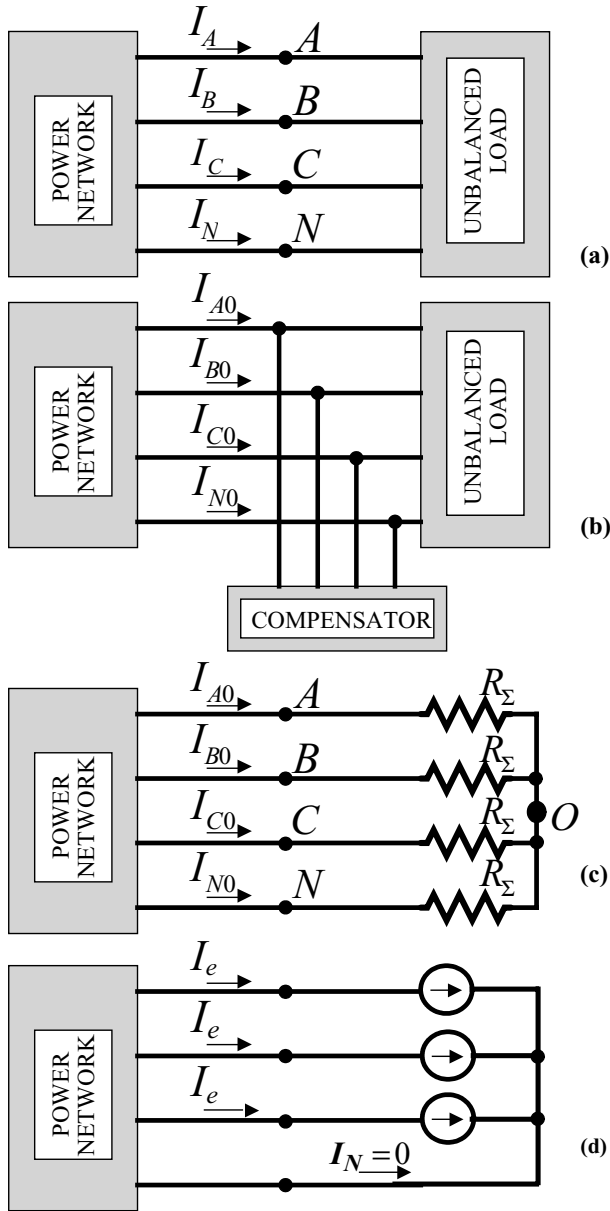 I_A A
POWER NETWORK
I_B B
UNBALANCED LOAD
I_C C
I_N N
(a)
I_A0
POWER NETWORK
I_B0
UNBALANCED LOAD
I_C0
I_N0
(b)
COMPENSATOR
I_A0 A R_Σ
POWER NETWORK
I_B0 B R_Σ
I_C0 C R_Σ O
I_N0 N R_Σ
(c)
I_e
POWER NETWORK
I_e
I_e
I_N = 0
(d)